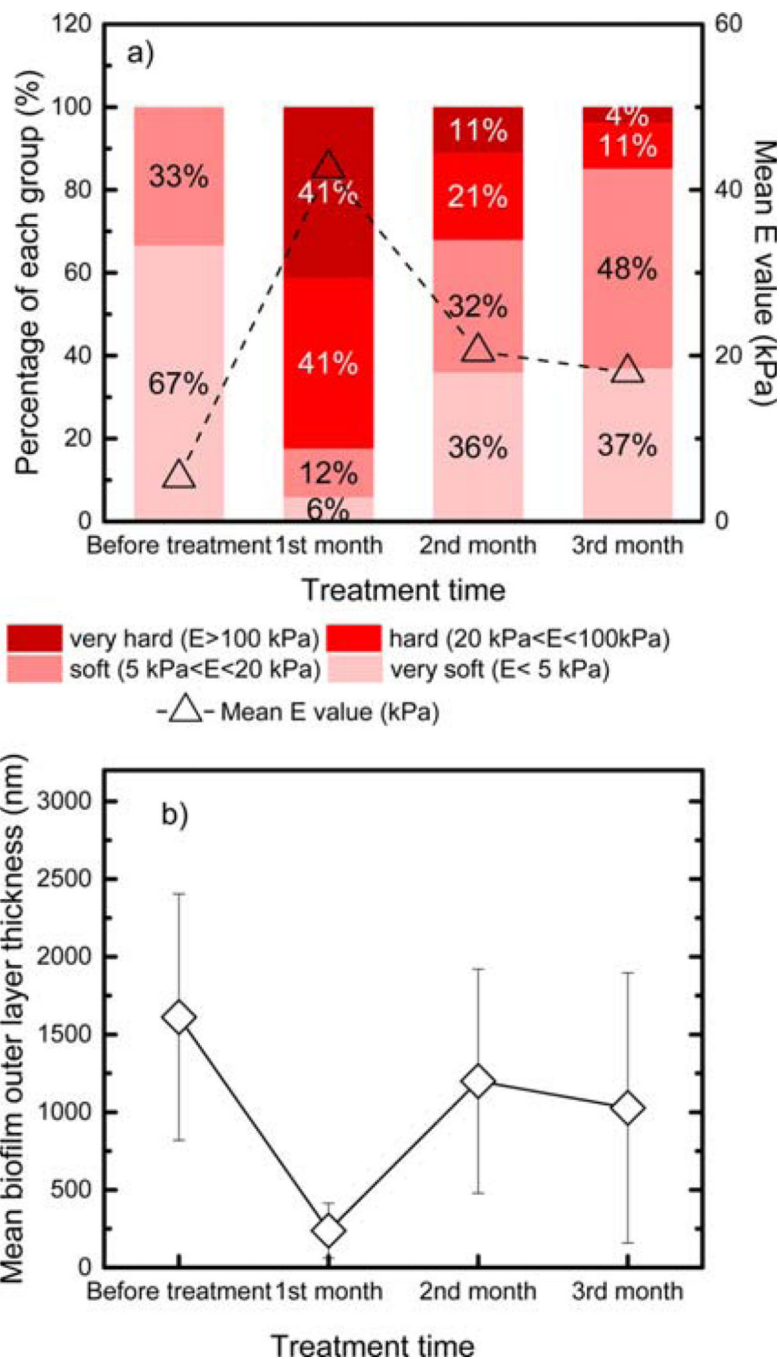 a)
120
100
80
60
40
20
0
Percentage of each group (%)
60
40
20
0
Mean E value (kPa)
33%
67%
41%
41%
12%
6%
11%
21%
32%
36%
4%
11%
48%
37%
Before treatment 1st month 2nd month 3rd month
Treatment time
very hard (E>100 kPa) hard (20 kPa<E<100kPa)
soft (5 kPa<E<20 kPa) very soft (E< 5 kPa)
Mean E value (kPa)
b)
3000
2500
2000
1500
1000
500
0
Mean biofilm outer layer thickness (nm)
Before treatment 1st month 2nd month 3rd month
Treatment time